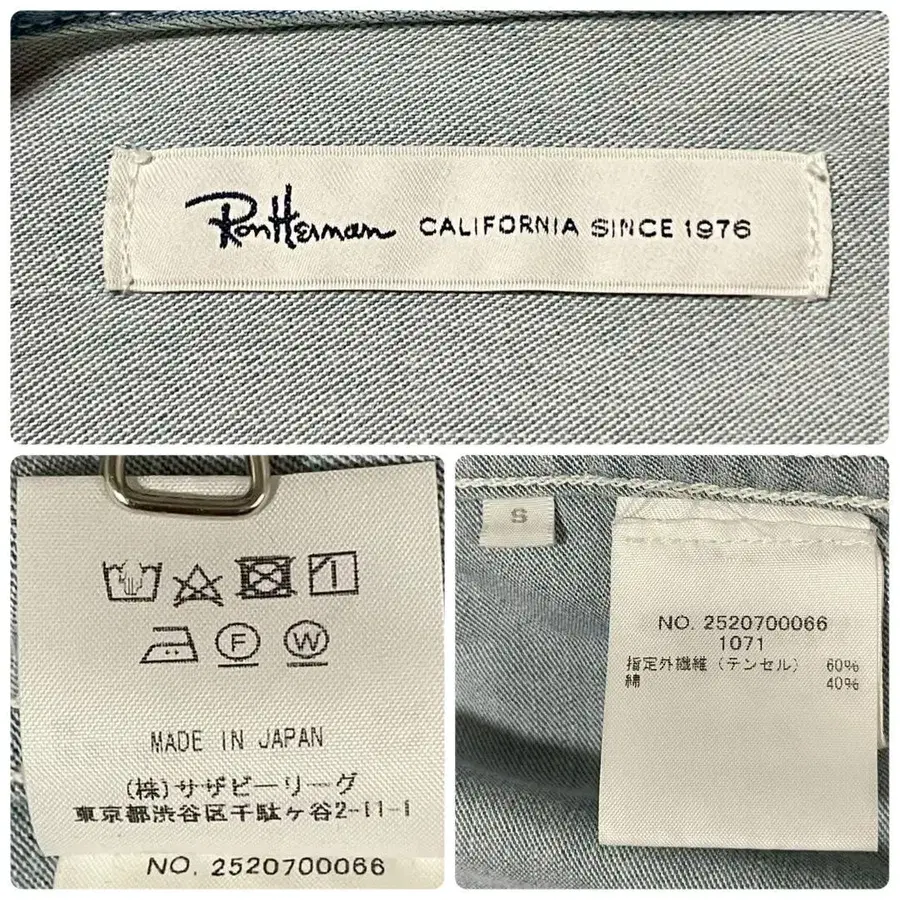 Ron Herman CALIFORNIA SINCE 1976
MADE IN JAPAN
(株)サザビーリーグ
東京都渋谷区千駄ヶ谷2-11-1
NO. 2520700066
S
NO. 2520700066
1071
指定外繊維(テンセル) 60%
綿 40%